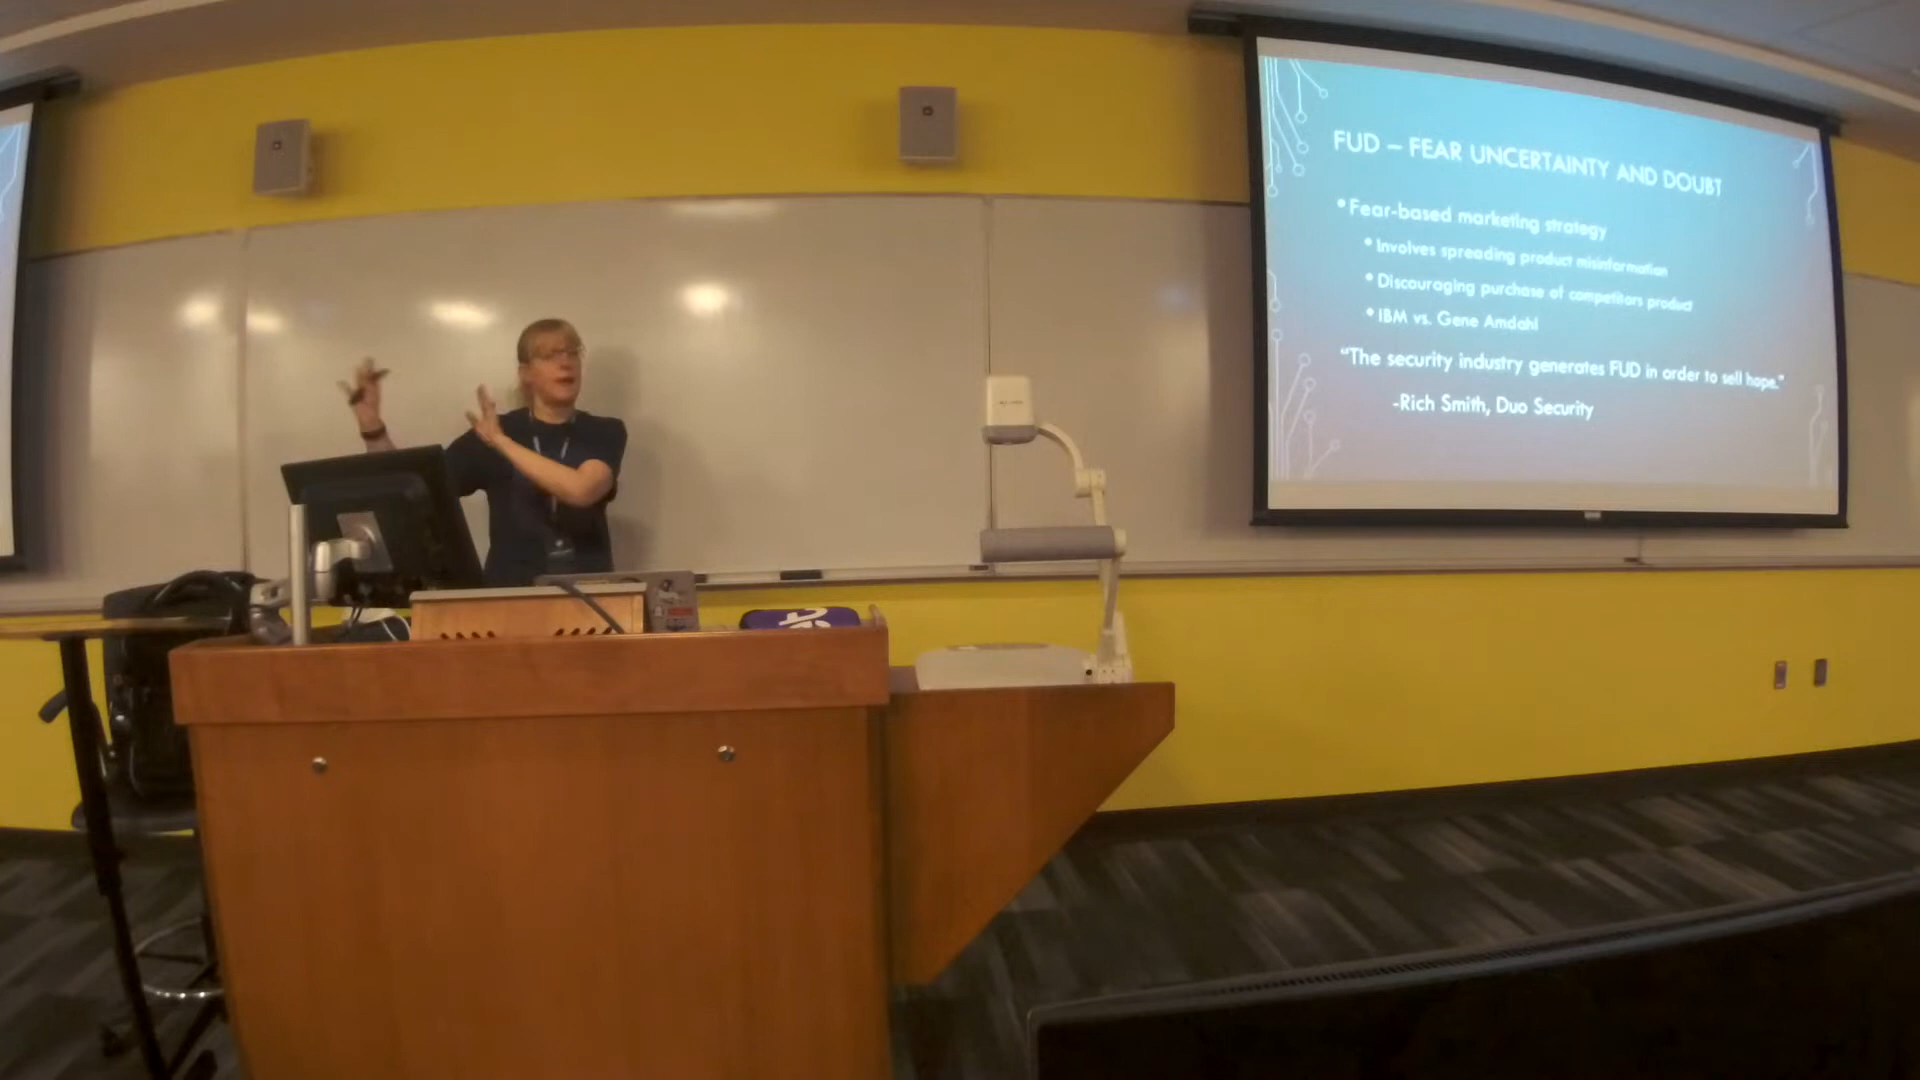 FUD – FEAR UNCERTAINTY AND DOUBT
• Fear-based marketing strategy
• Involves spreading product misinformation
• Discouraging purchase of competitors product
• IBM vs. Gene Amdahl
“The security industry generates FUD in order to sell hope.”
-Rich Smith, Duo Security